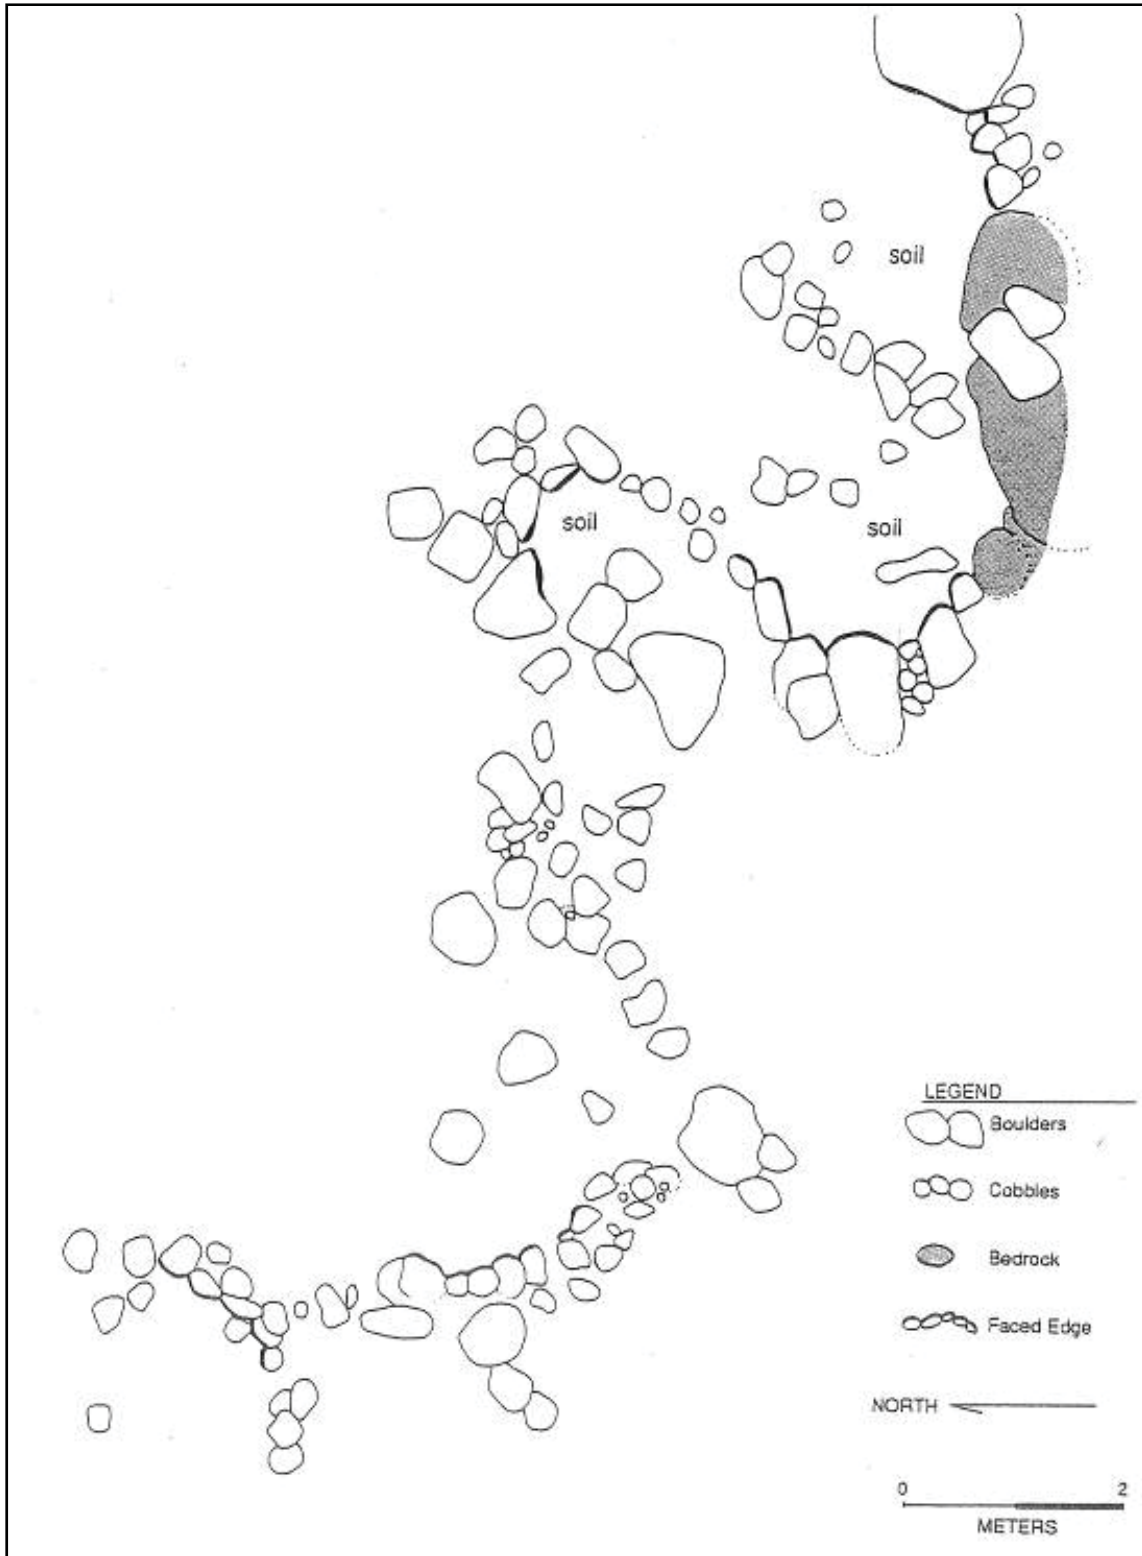 soil
soil
soil
LEGEND
Boulders
Cobbles
Bedrock
Faced Edge
NORTH
0 2
METERS